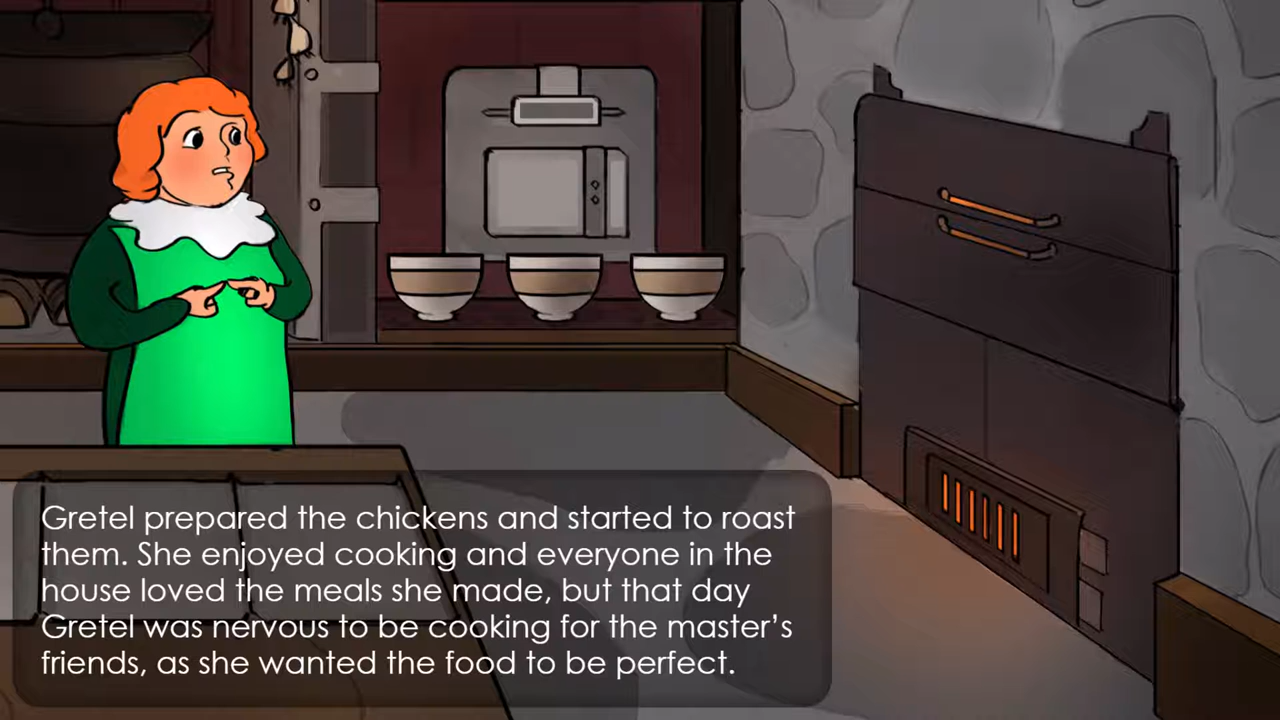 Gretel prepared the chickens and started to roast
them. She enjoyed cooking and everyone in the
house loved the meals she made, but that day
Gretel was nervous to be cooking for the master’s
friends, as she wanted the food to be perfect.